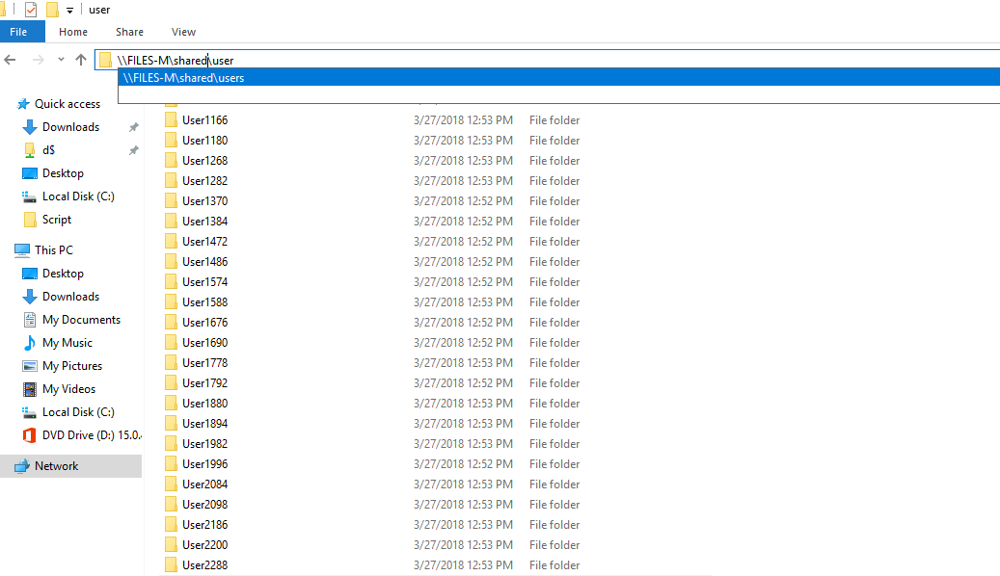 user
File Home Share View
\\FILES-M\shared\user
\\FILES-M\shared\users
Quick access
Downloads
d$
Desktop
Local Disk (C:)
Script
This PC
Desktop
Downloads
My Documents
My Music
My Pictures
My Videos
Local Disk (C:)
DVD Drive (D:) 15.0.
Network
User1166 3/27/2018 12:53 PM File folder
User1180 3/27/2018 12:53 PM File folder
User1268 3/27/2018 12:53 PM File folder
User1282 3/27/2018 12:53 PM File folder
User1370 3/27/2018 12:52 PM File folder
User1384 3/27/2018 12:52 PM File folder
User1472 3/27/2018 12:52 PM File folder
User1486 3/27/2018 12:52 PM File folder
User1574 3/27/2018 12:52 PM File folder
User1588 3/27/2018 12:53 PM File folder
User1676 3/27/2018 12:52 PM File folder
User1690 3/27/2018 12:52 PM File folder
User1778 3/27/2018 12:53 PM File folder
User1792 3/27/2018 12:52 PM File folder
User1880 3/27/2018 12:53 PM File folder
User1894 3/27/2018 12:53 PM File folder
User1982 3/27/2018 12:53 PM File folder
User1996 3/27/2018 12:52 PM File folder
User2084 3/27/2018 12:53 PM File folder
User2098 3/27/2018 12:53 PM File folder
User2186 3/27/2018 12:53 PM File folder
User2200 3/27/2018 12:53 PM File folder
User2288 3/27/2018 12:53 PM File folder